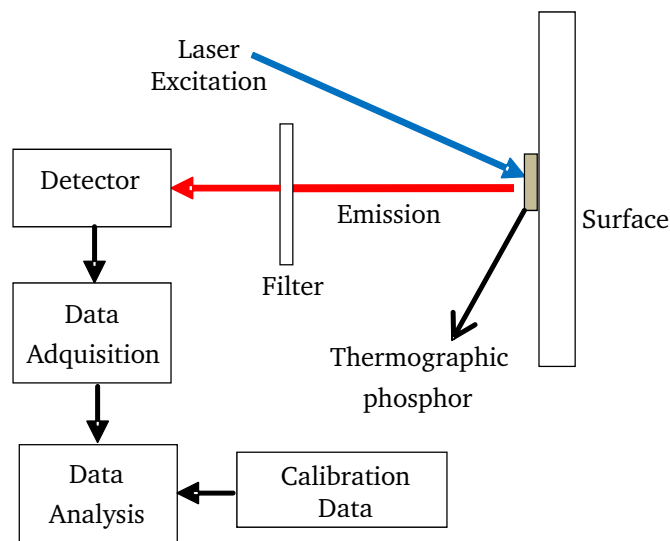 Laser
Excitation
Detector
Emission
Surface
Filter
Data
Adquisition
Thermographic
phosphor
Data
Analysis
Calibration
Data